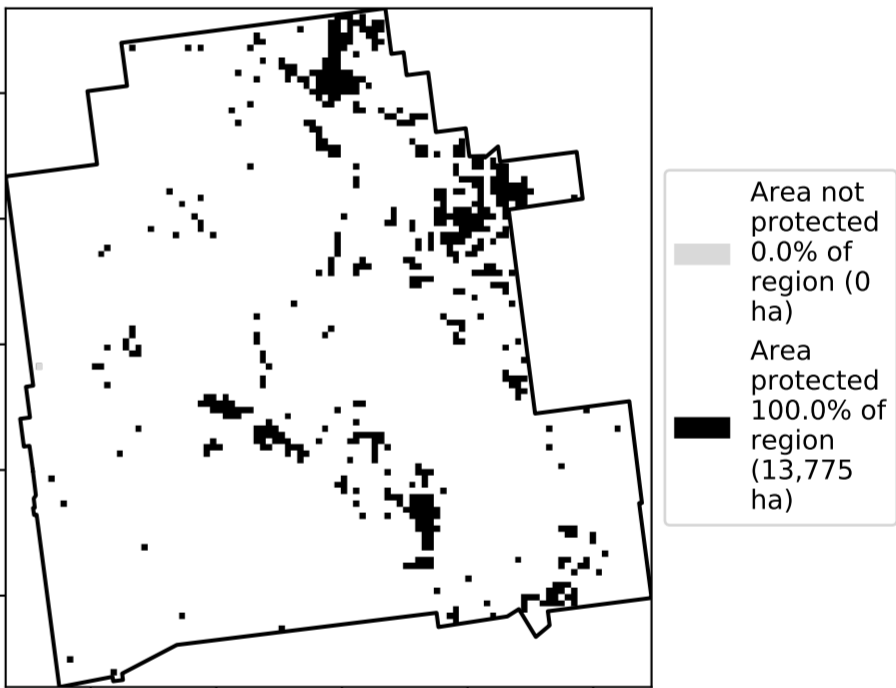 Area not
protected
0.0% of
region (0
ha)
Area
protected
100.0% of
region
(13,775
ha)